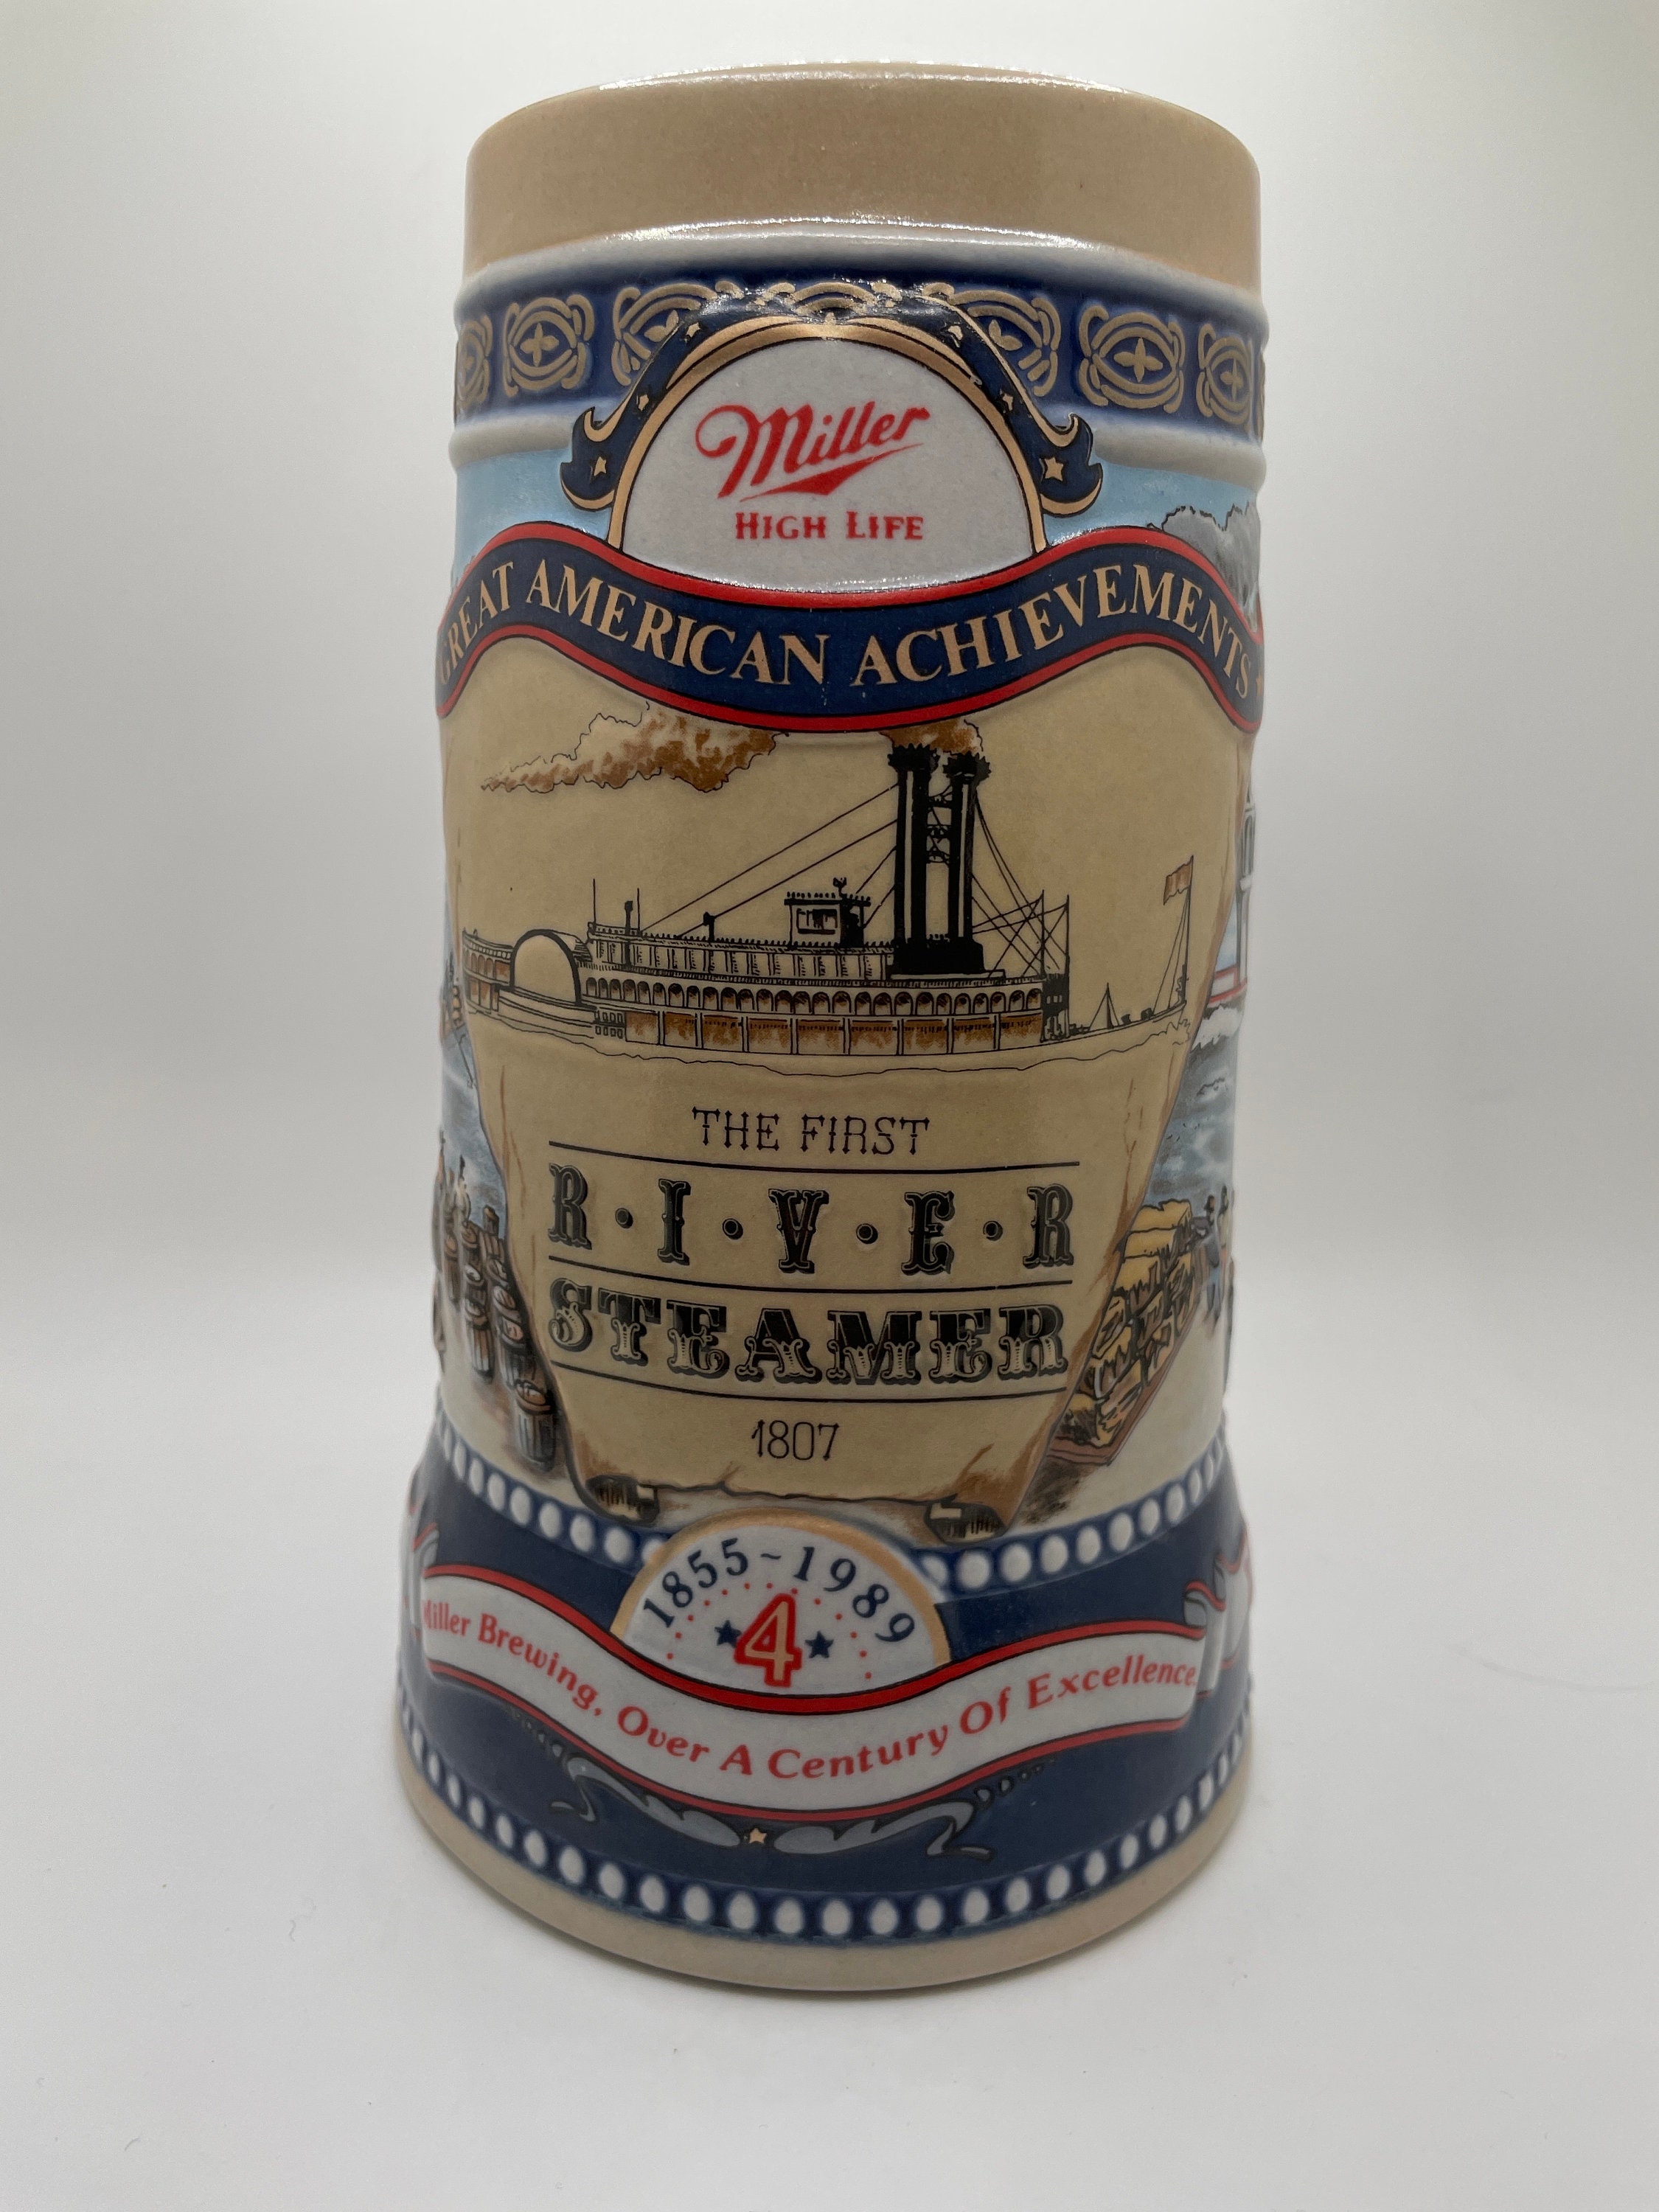 Miller
HIGH LIFE
GREAT AMERICAN ACHIEVEMENTS
THE FIRST
R·I·V·E·R
STEAMER
1807
1855~1989
4
Miller Brewing, Over A Century Of Excellence.